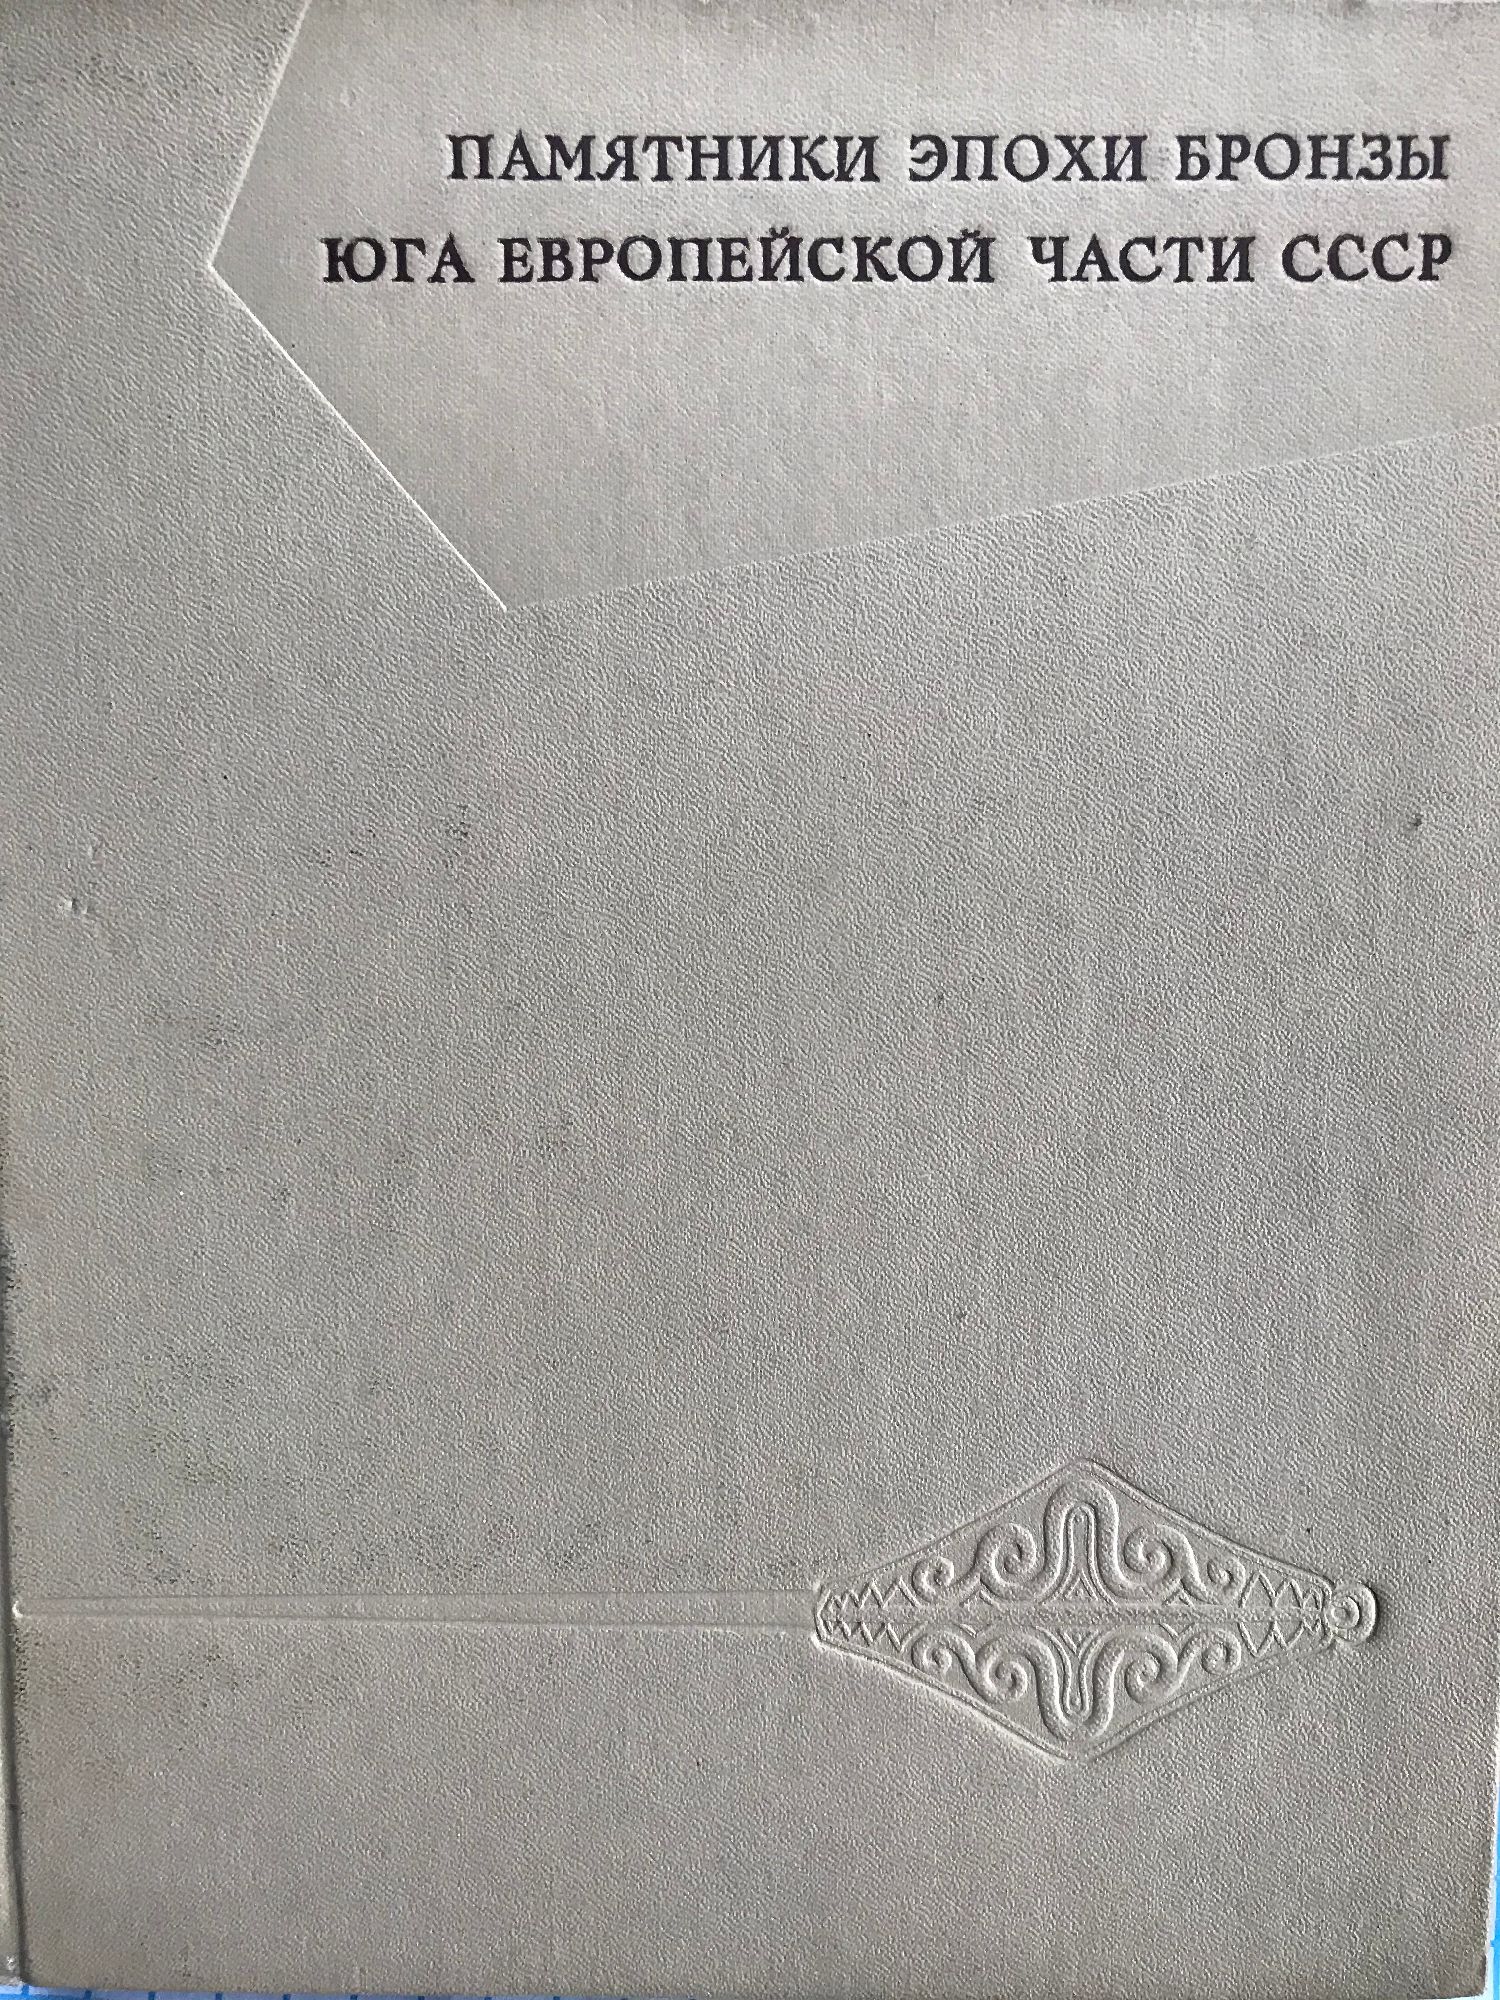 ПАМЯТНИКИ ЭПОХИ БРОНЗЫ
ЮГА ЕВРОПЕЙСКОЙ ЧАСТИ СССР